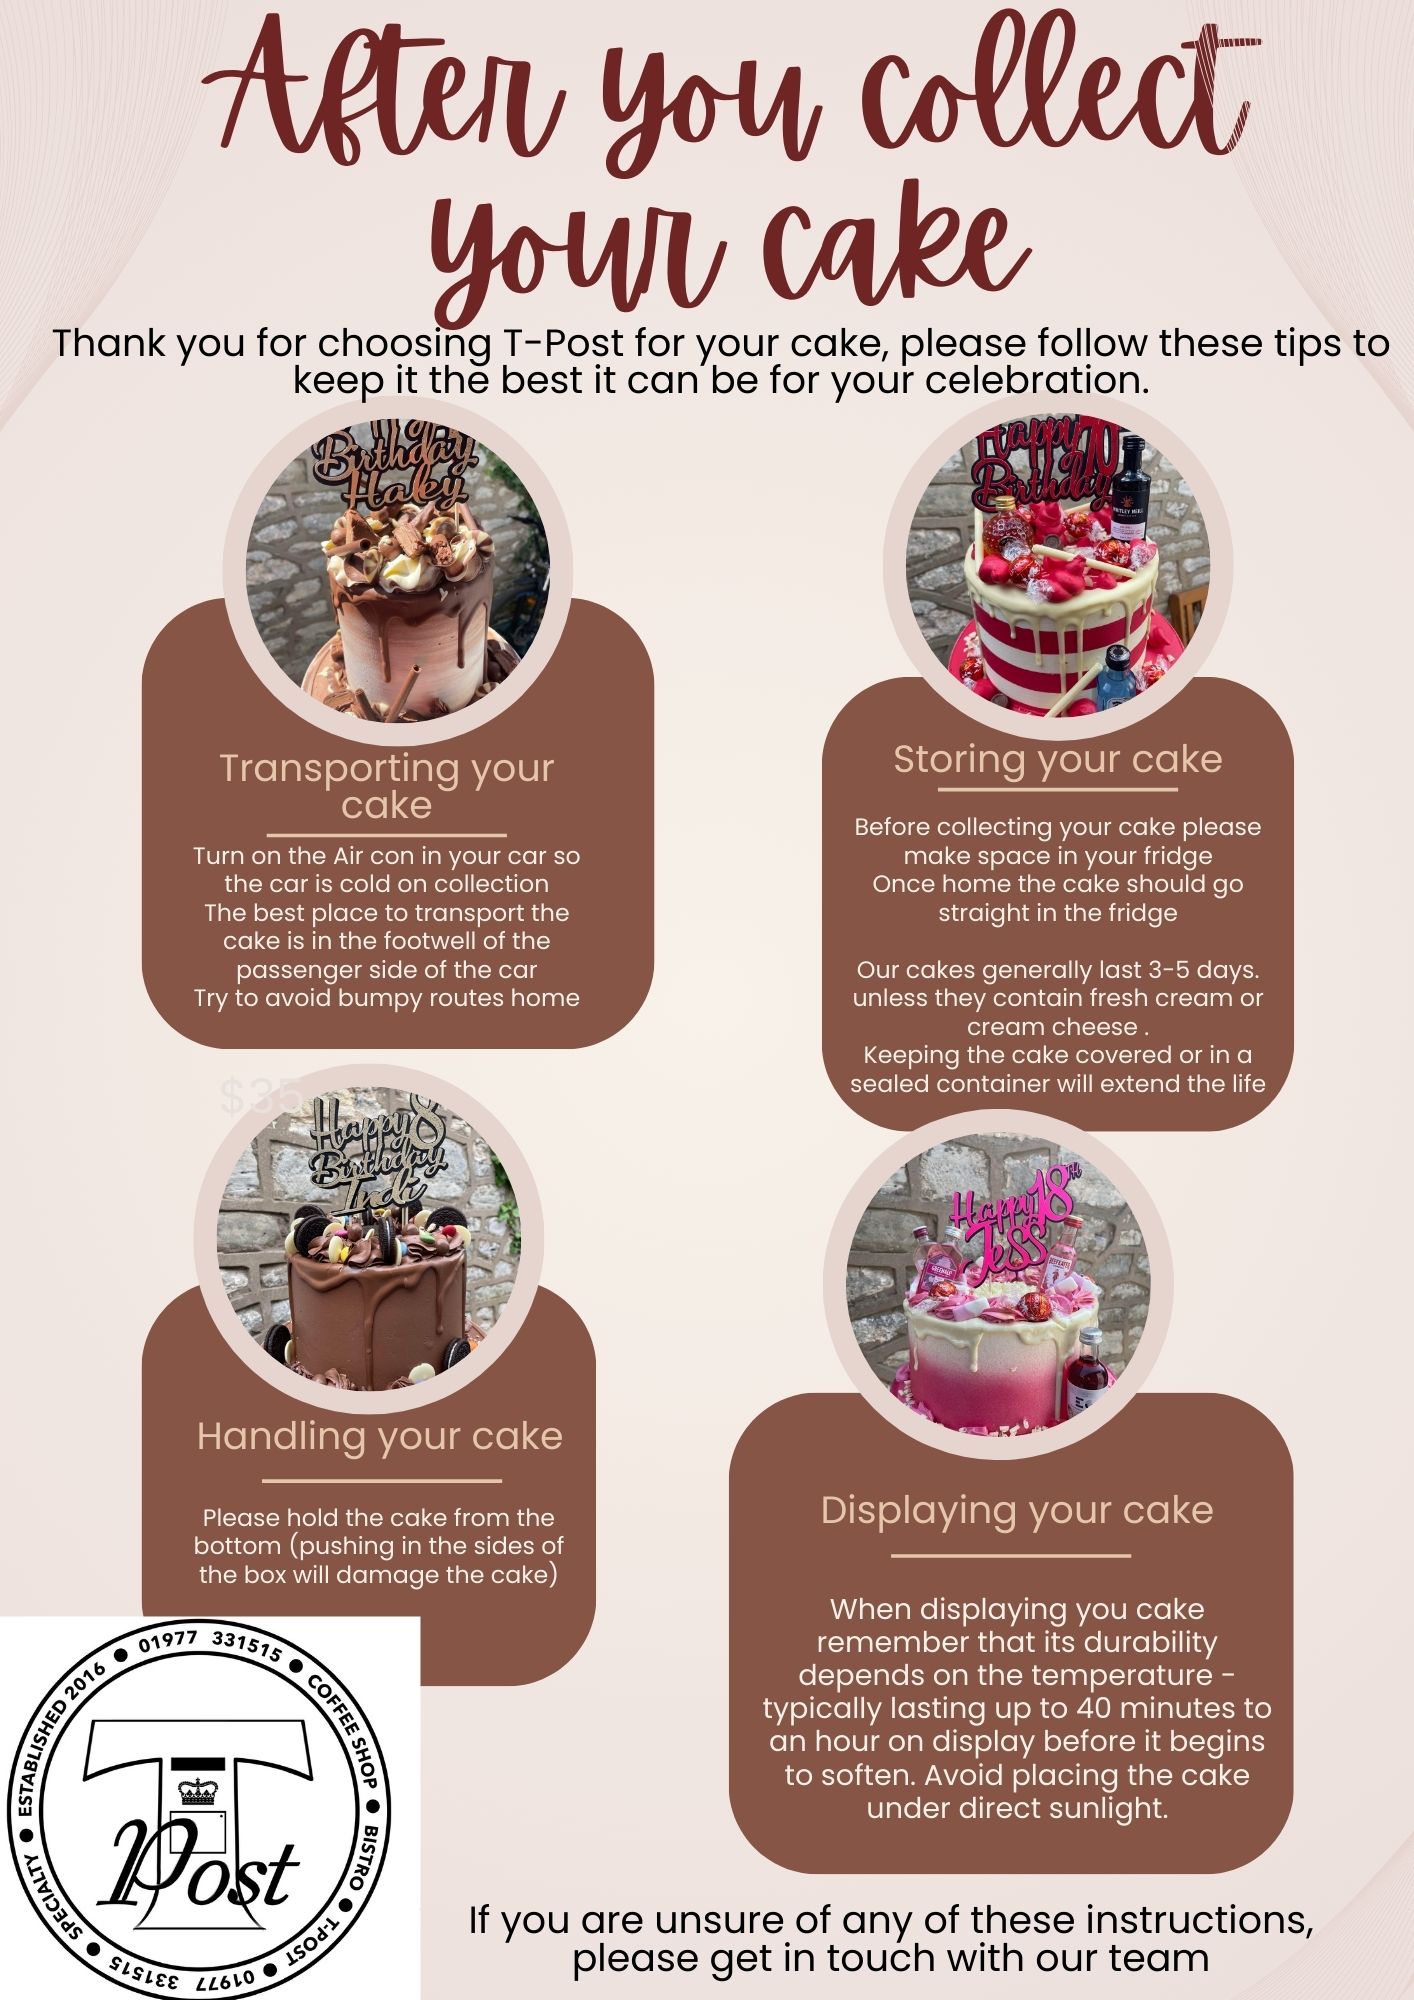 After you collect
your cake
Thank you for choosing T-Post for your cake, please follow these tips to
keep it the best it can be for your celebration.
Birthday
Haley
Transporting your
cake
Turn on the Air con in your car so
the car is cold on collection
The best place to transport the
cake is in the footwell of the
passenger side of the car
Try to avoid bumpy routes home
Happy 70
Birthday
WHITLEY NEILL
Storing your cake
Before collecting your cake please
make space in your fridge
Once home the cake should go
straight in the fridge
Our cakes generally last 3-5 days.
unless they contain fresh cream or
cream cheese .
Keeping the cake covered or in a
sealed container will extend the life
$35
Happy 8
Birthday
Indi
Handling your cake
Please hold the cake from the
bottom (pushing in the sides of
the box will damage the cake)
Happy 18TH
Jess
BEEFEATER
Displaying your cake
When displaying you cake
remember that its durability
depends on the temperature -
typically lasting up to 40 minutes to
an hour on display before it begins
to soften. Avoid placing the cake
under direct sunlight.
ESTABLISHED 2016 • 01977 331515 • COFFEE SHOP • BISTRO • T-POST • 01977 331515 • SPECIALTY •
T
Post
If you are unsure of any of these instructions,
please get in touch with our team